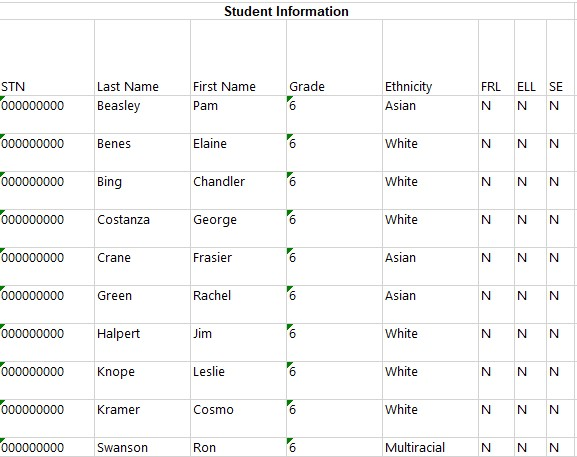 Student Information
STN Last Name First Name Grade Ethnicity FRL ELL SE
000000000 Beasley Pam 6 Asian N N N
000000000 Benes Elaine 6 White N N N
000000000 Bing Chandler 6 White N N N
000000000 Costanza George 6 White N N N
000000000 Crane Frasier 6 Asian N N N
000000000 Green Rachel 6 Asian N N N
000000000 Halpert Jim 6 White N N N
000000000 Knope Leslie 6 White N N N
000000000 Kramer Cosmo 6 White N N N
000000000 Swanson Ron 6 Multiracial N N N